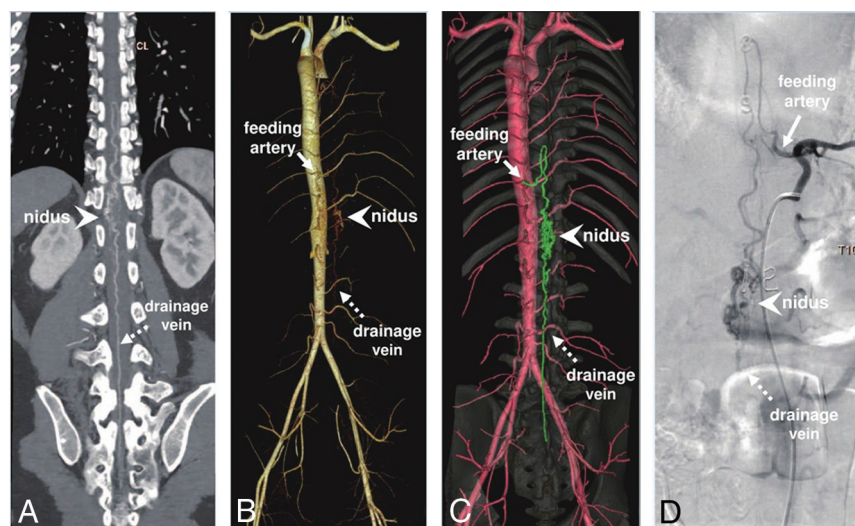 CL
nidus
drainage
vein
A
feeding
artery
nidus
drainage
vein
B
feeding
artery
nidus
drainage
vein
C
feeding
artery
nidus
drainage
vein
D